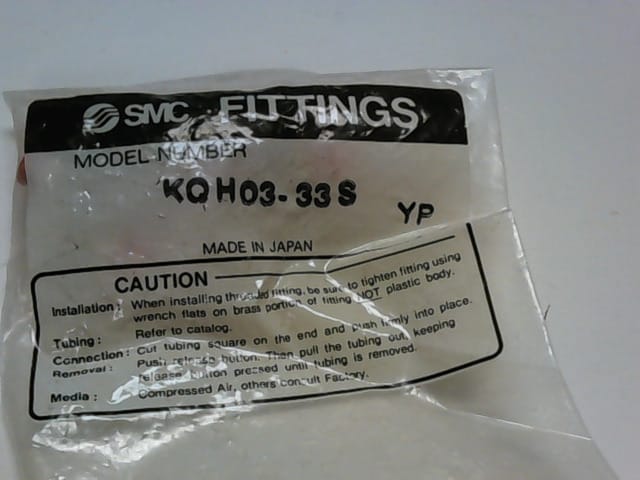 SMC FITTINGS
MODEL NUMBER
KQH03-33S
YP
MADE IN JAPAN
CAUTION
Installation: When installing threaded fitting, be sure to tighten fitting using
wrench flats on brass portion of fitting NOT plastic body.
Tubing: Refer to catalog.
Connection: Cut tubing square on the end and push firmly into place.
Removal: Push release button. Then pull the tubing out, keeping
release button pressed until tubing is removed.
Media: Compressed Air, others consult Factory.